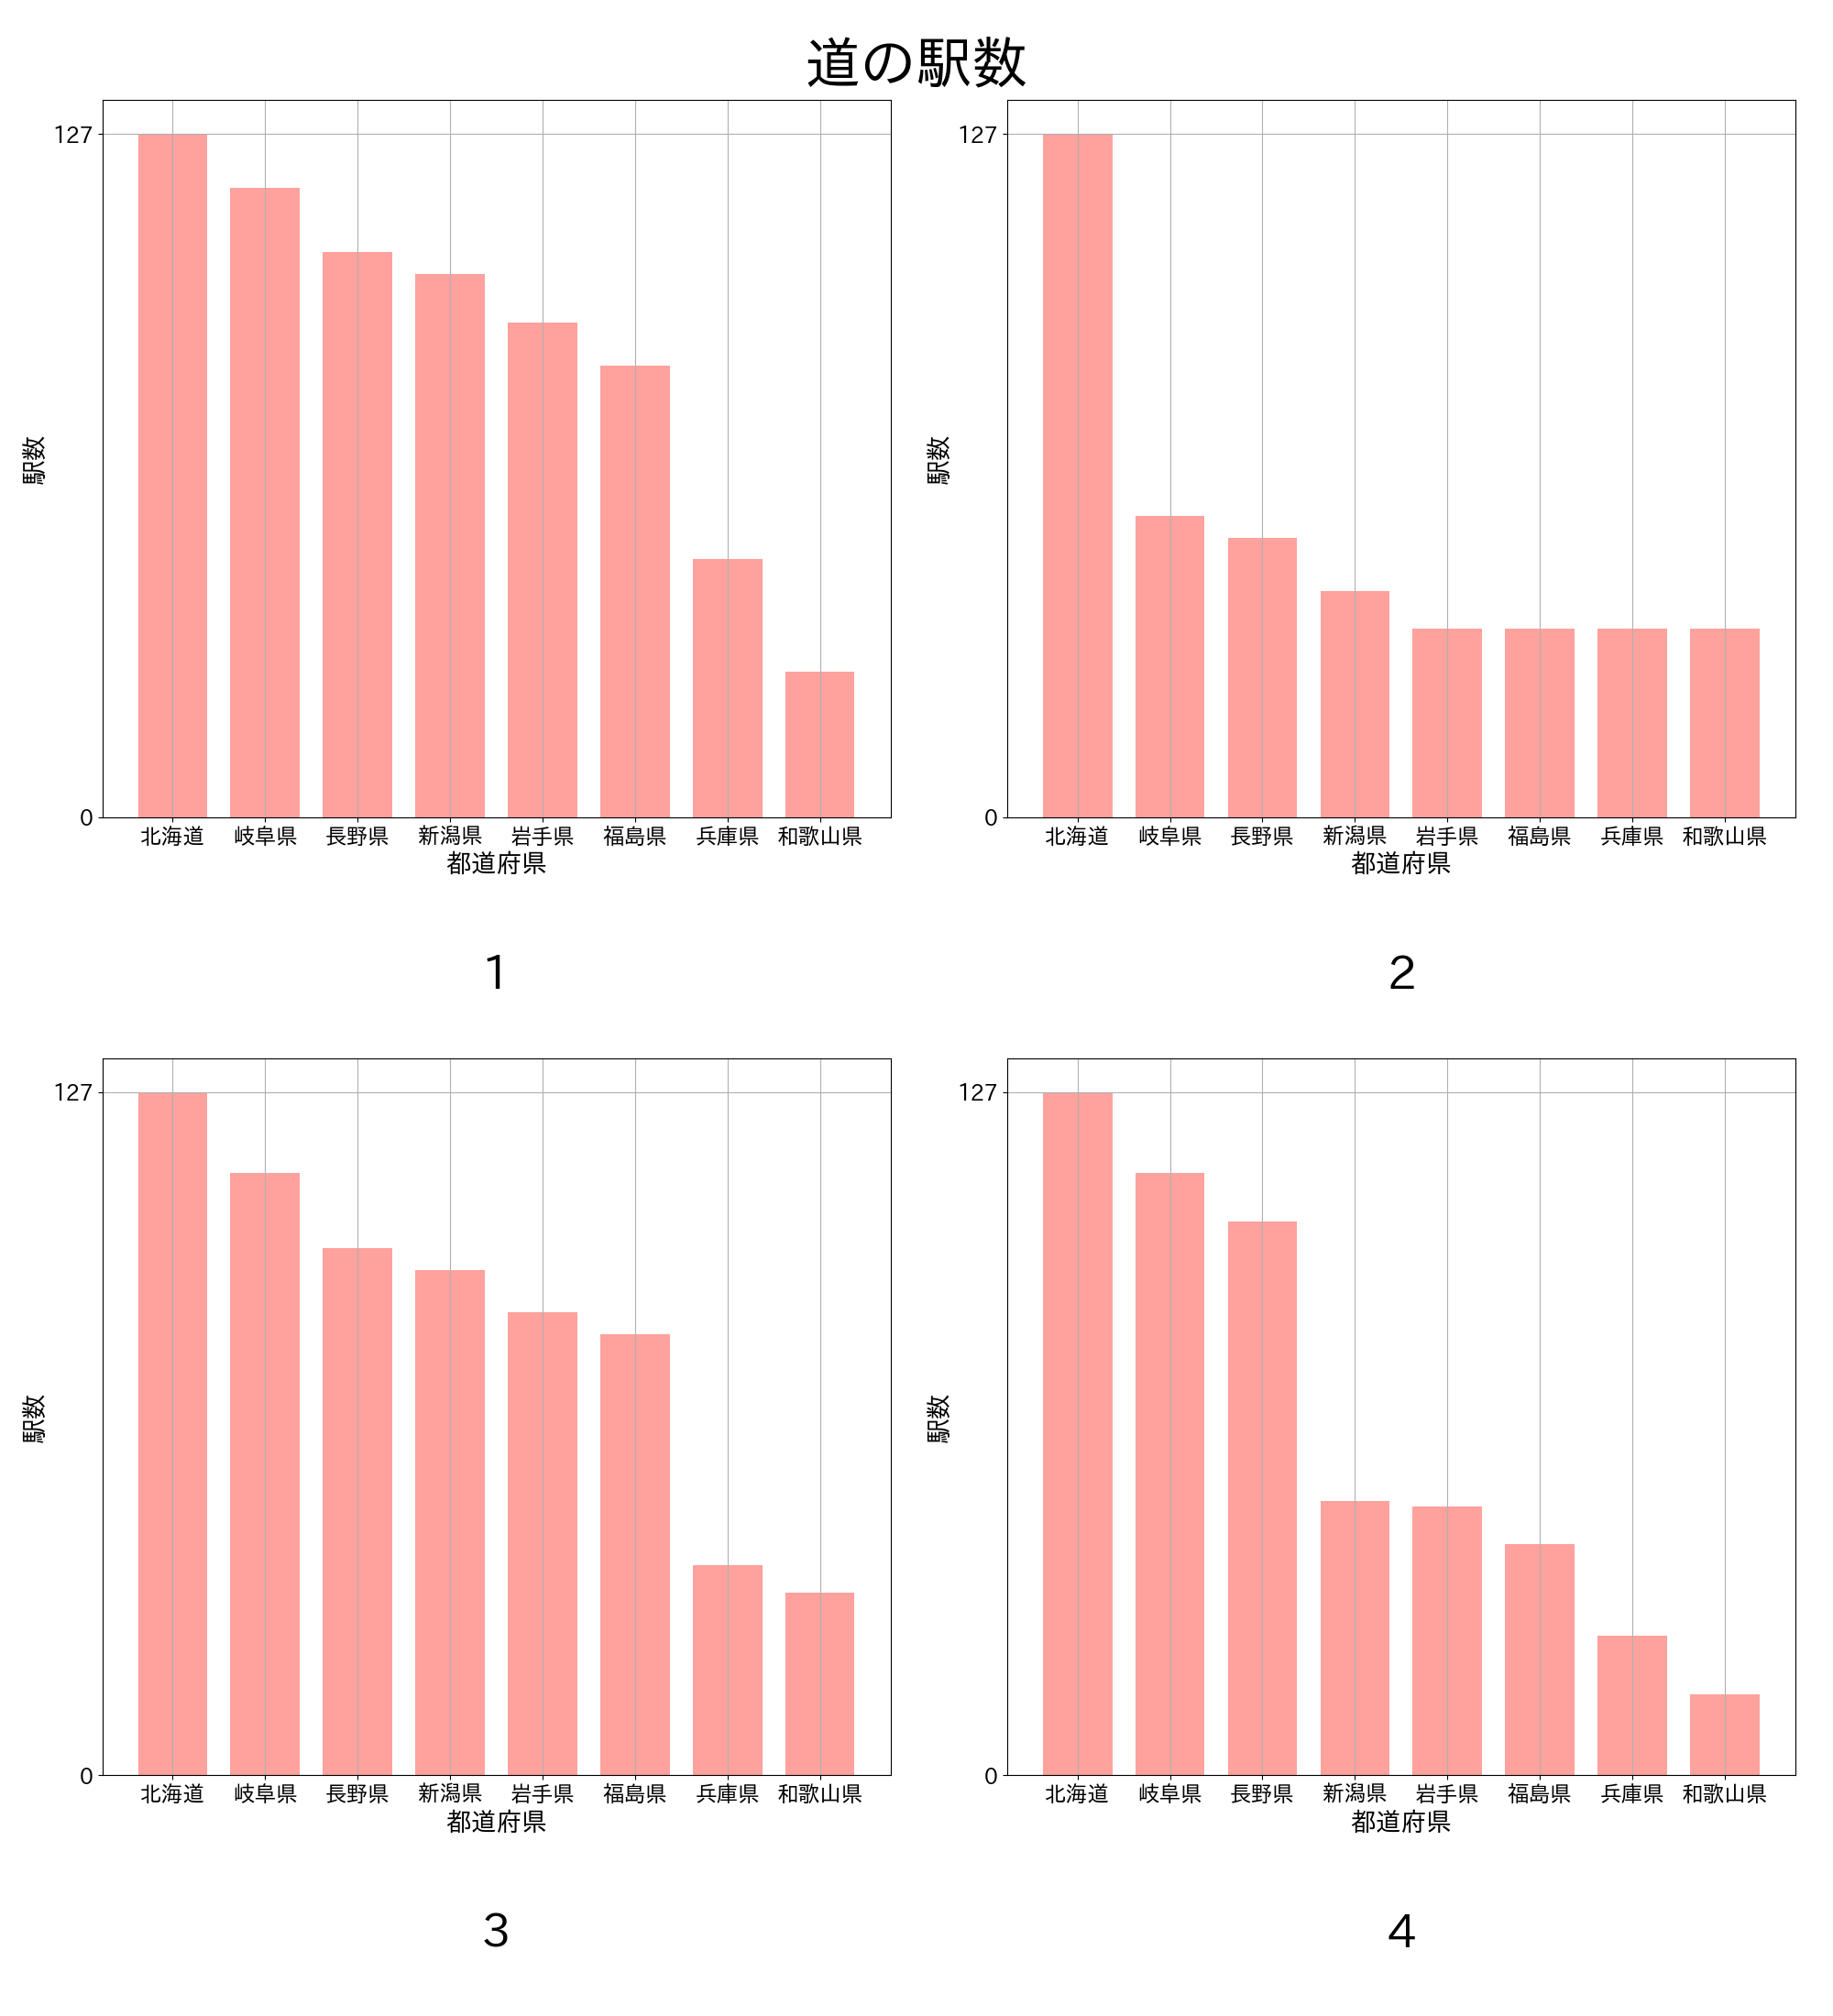 道の駅数
127
0
駅数
北海道 岐阜県 長野県 新潟県 岩手県 福島県 兵庫県 和歌山県
都道府県
1
127
0
駅数
北海道 岐阜県 長野県 新潟県 岩手県 福島県 兵庫県 和歌山県
都道府県
2
127
0
駅数
北海道 岐阜県 長野県 新潟県 岩手県 福島県 兵庫県 和歌山県
都道府県
3
127
0
駅数
北海道 岐阜県 長野県 新潟県 岩手県 福島県 兵庫県 和歌山県
都道府県
4